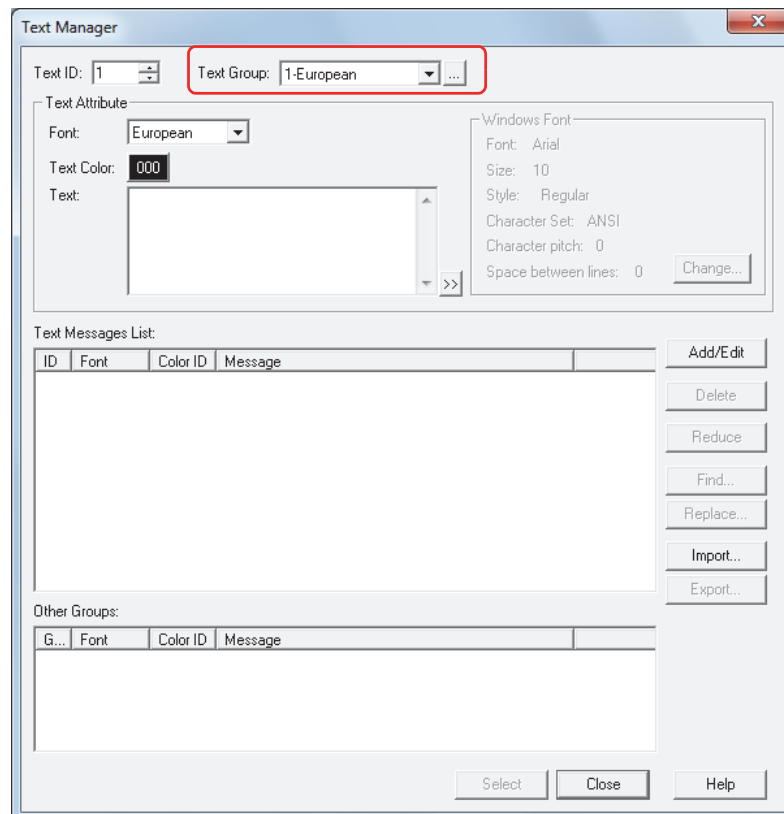 Text Manager
Text ID: 1 Text Group: 1-European ...
Text Attribute
Font: European
Text Color: 000
Text:
>>
Windows Font
Font: Arial
Size: 10
Style: Regular
Character Set: ANSI
Character pitch: 0
Space between lines: 0 Change...
Text Messages List:
ID Font Color ID Message
Add/Edit
Delete
Reduce
Find...
Replace...
Import...
Export...
Other Groups:
G... Font Color ID Message
Select Close Help